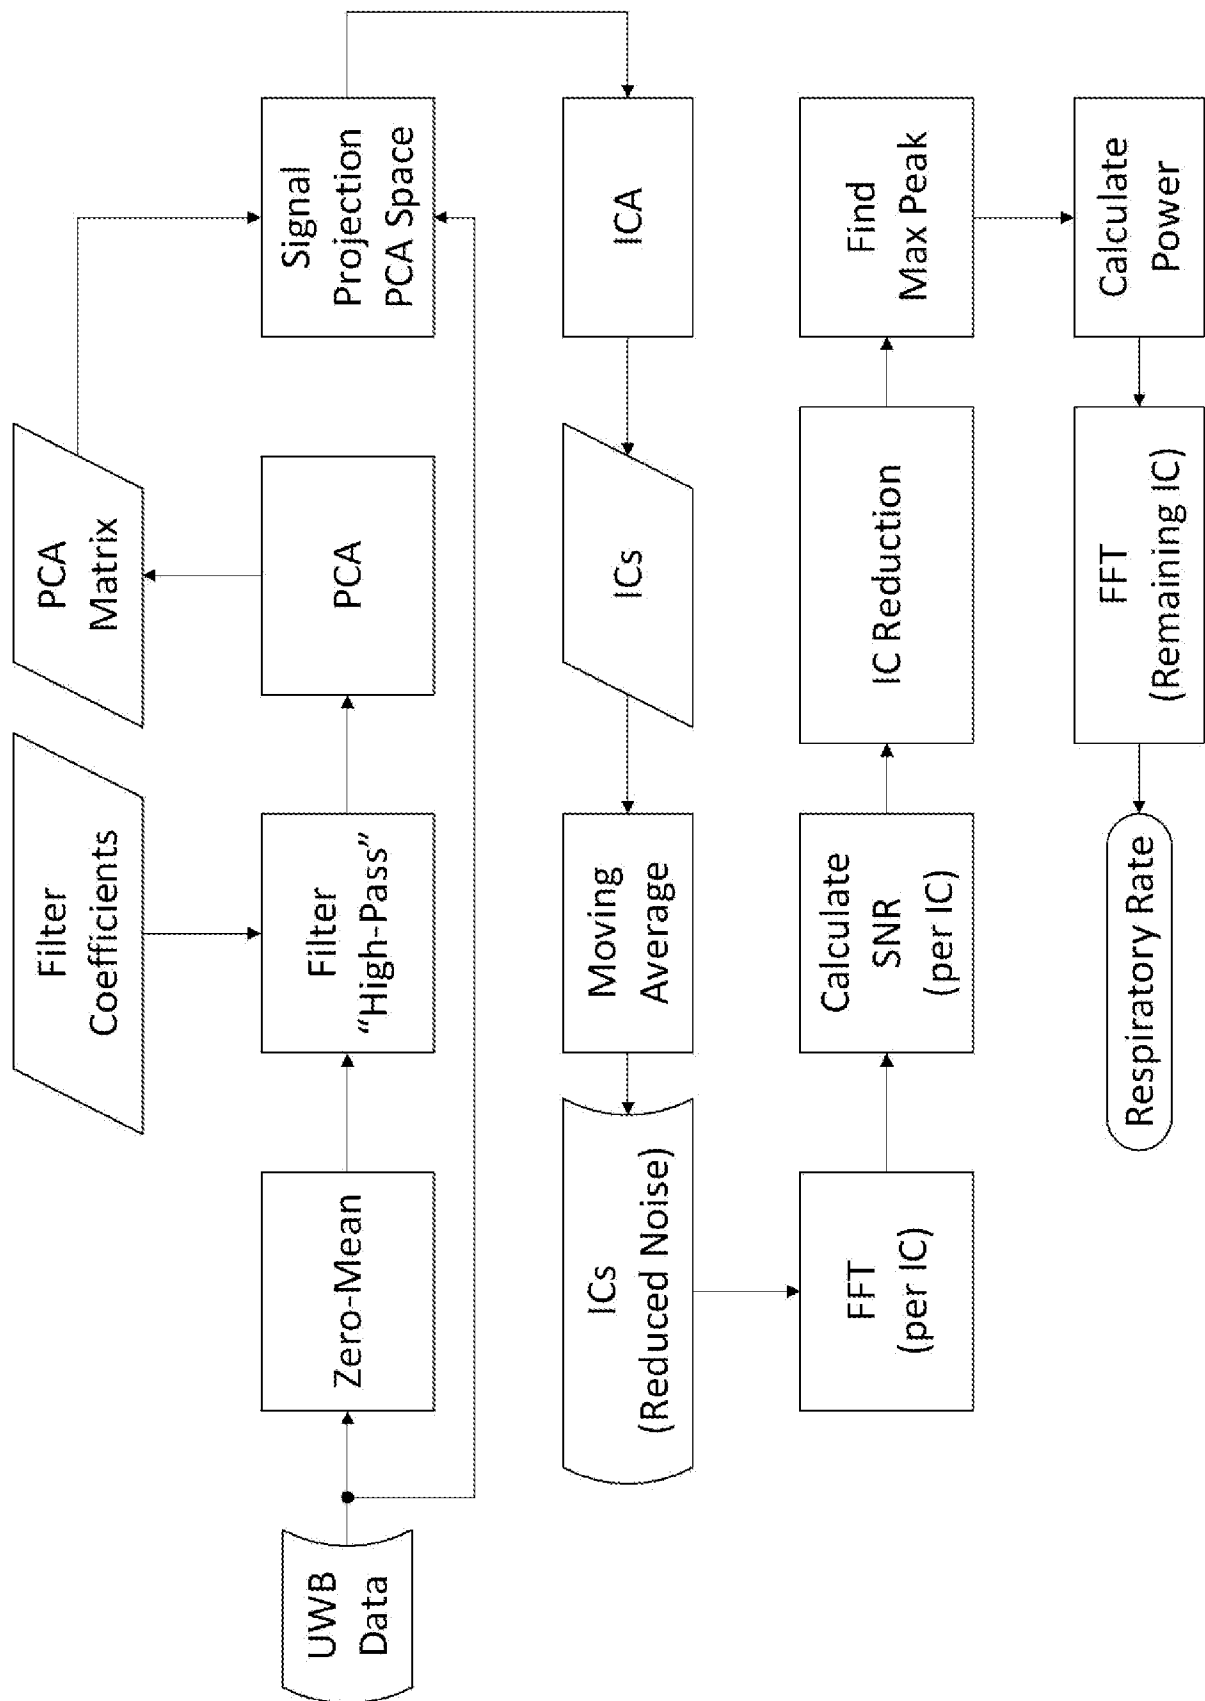 Filter
Coefficients
PCA
Matrix
UWB
Data
Zero-Mean
Filter
“High-Pass”
PCA
Signal
Projection
PCA Space
ICs
(Reduced Noise)
Moving
Average
ICs
ICA
FFT
(per IC)
Calculate
SNR
(per IC)
IC Reduction
Find
Max Peak
Respiratory Rate
FFT
(Remaining IC)
Calculate
Power